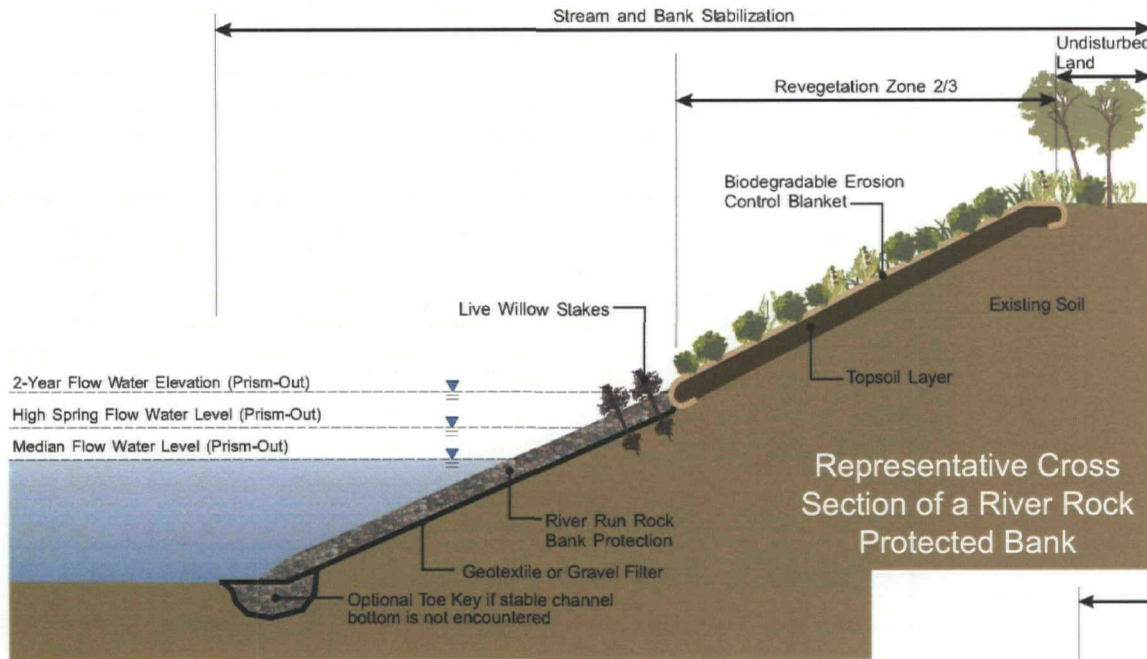 Stream and Bank Stabilization
Undisturbed
Land
Revegetation Zone 2/3
Biodegradable Erosion
Control Blanket
Live Willow Stakes
Existing Soil
2-Year Flow Water Elevation (Prism-Out)
Topsoil Layer
High Spring Flow Water Level (Prism-Out)
Median Flow Water Level (Prism-Out)
Representative Cross
Section of a River Rock
Protected Bank
River Run Rock
Bank Protection
Geotextile or Gravel Filter
Optional Toe Key if stable channel
bottom is not encountered